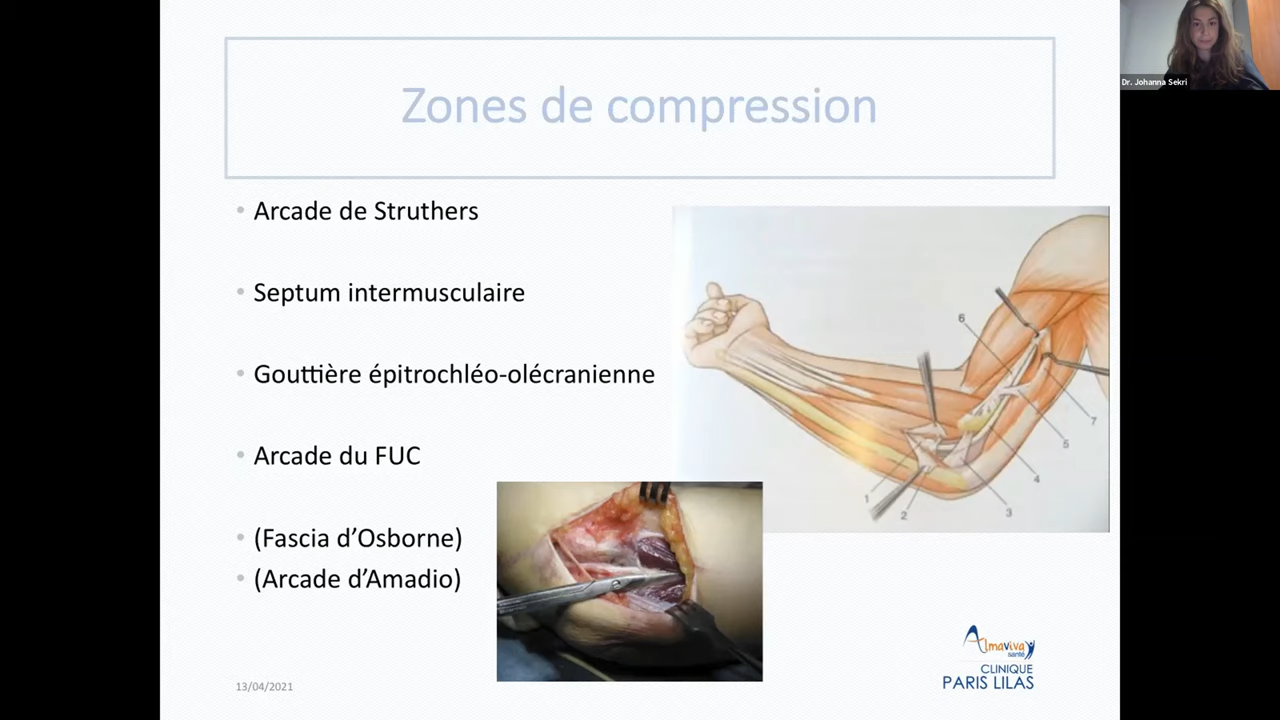 Zones de compression
Dr. Johanna Sekri
• Arcade de Struthers
• Septum intermusculaire
• Gouttière épitrochléo-olécranienne
• Arcade du FUC
• (Fascia d'Osborne)
• (Arcade d'Amadio)
6
7
5
4
3
2
1
Almaviva
santé
CLINIQUE
PARIS LILAS
13/04/2021